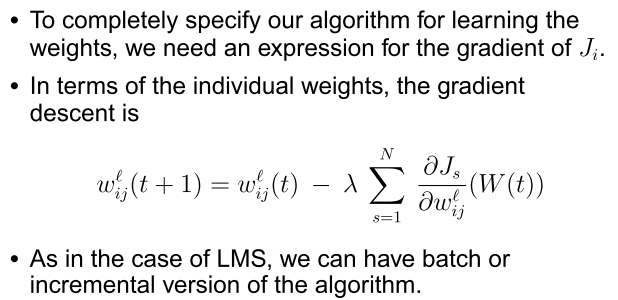 • To completely specify our algorithm for learning the
weights, we need an expression for the gradient of $J_i$.
• In terms of the individual weights, the gradient
descent is
$w_{ij}^{\ell}(t+1) = w_{ij}^{\ell}(t) - \lambda \sum_{s=1}^{N} \frac{\partial J_s}{\partial w_{ij}^{\ell}}(W(t))$
• As in the case of LMS, we can have batch or
incremental version of the algorithm.